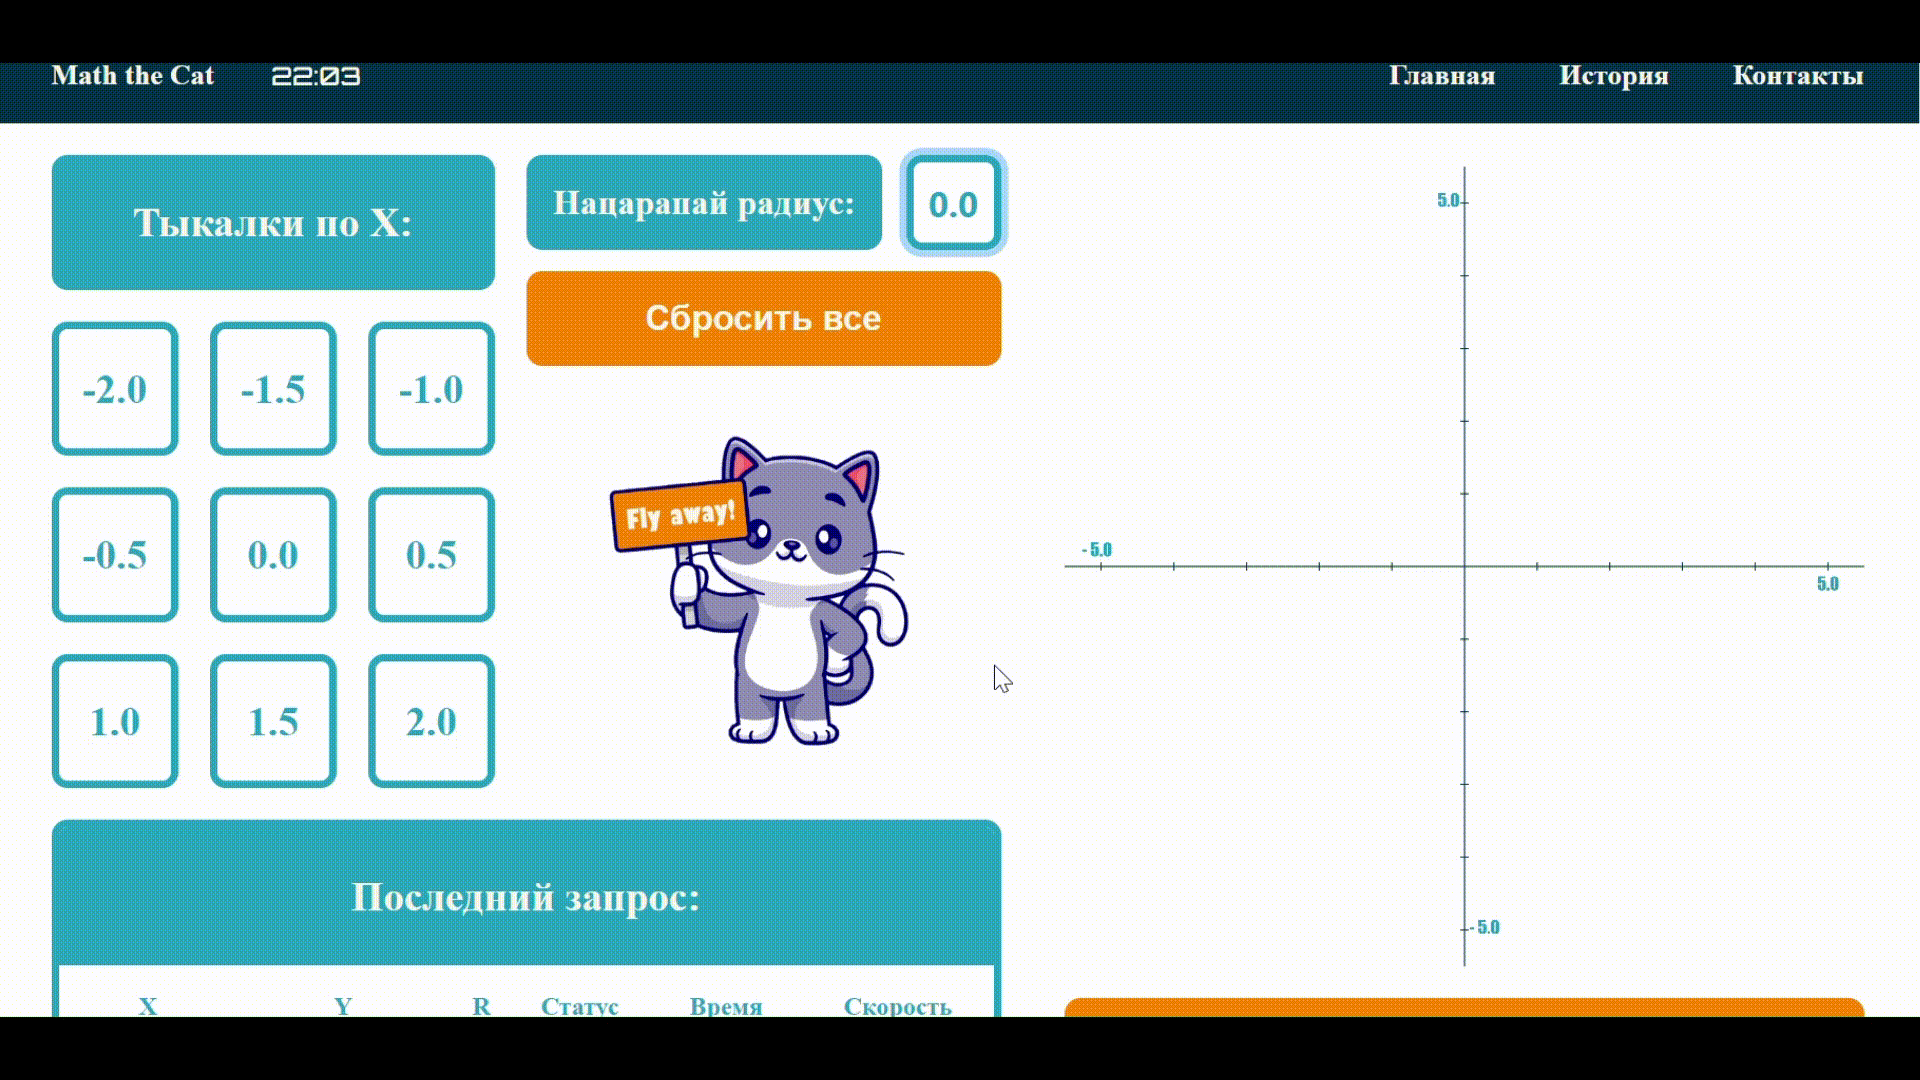 Math the Cat 22:03 Главная История Контакты
Тыкалки по X:
-2.0 -1.5 -1.0
-0.5 0.0 0.5
1.0 1.5 2.0
Нацарапай радиус: 0.0
Сбросить все
Fly away!
Последний запрос:
X Y R Статус Время Скорость
5.0
- 5.0
5.0
- 5.0